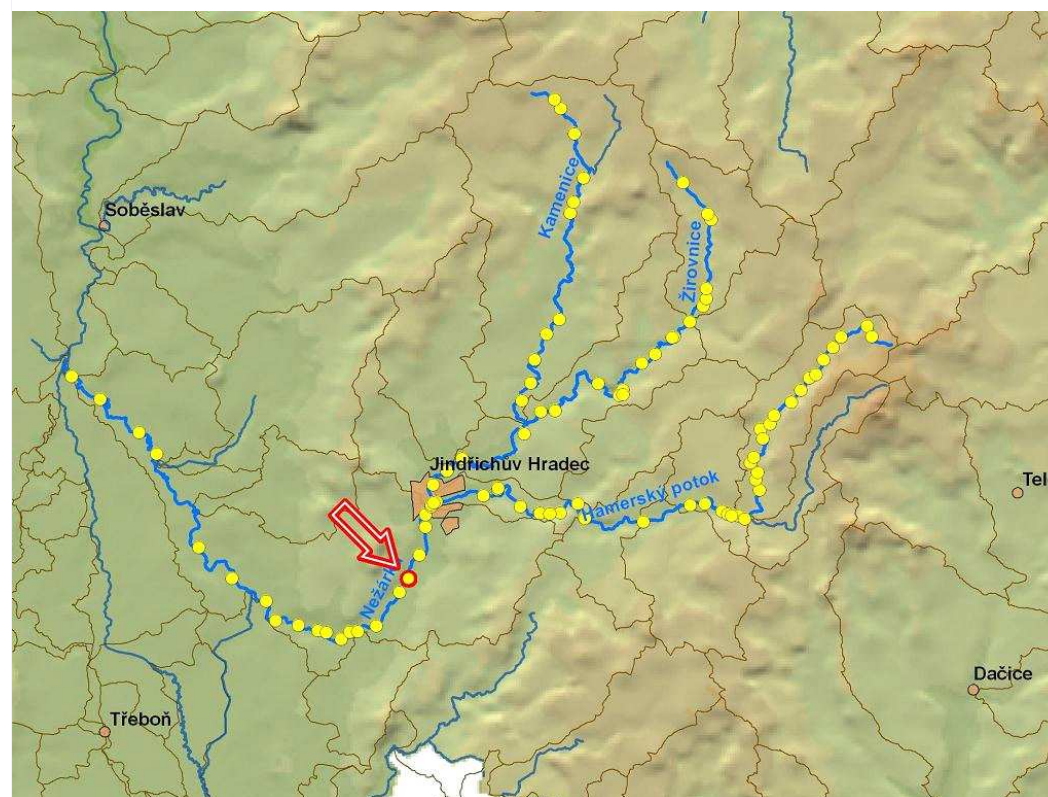 Kamenice
Soběslav
Žirovnice
Jindřichův Hradec
Hamerský potok
Tel
Nežárka
Dačice
Třeboň